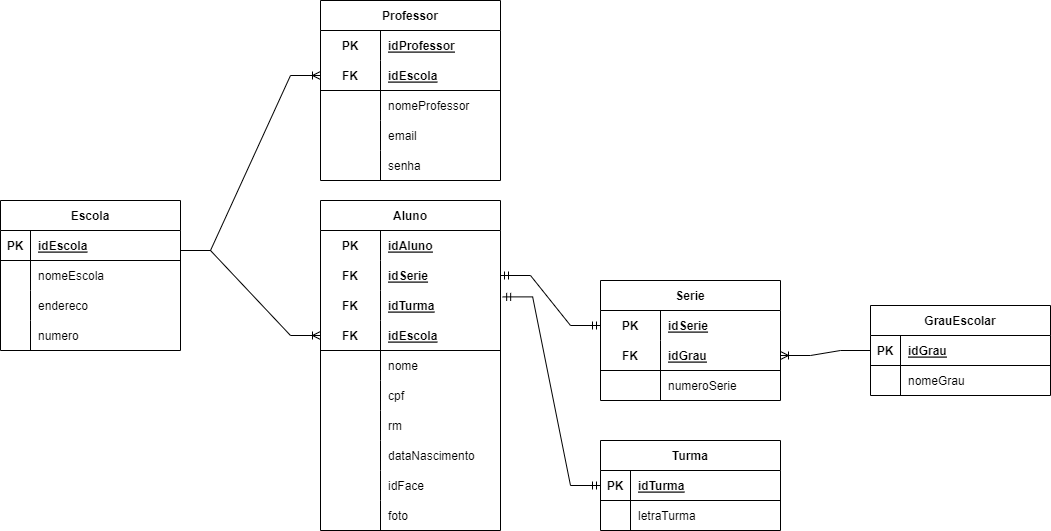 Professor
PK idProfessor
FK idEscola
nomeProfessor
email
senha
Escola
PK idEscola
nomeEscola
endereco
numero
Aluno
PK idAluno
FK idSerie
FK idTurma
FK idEscola
nome
cpf
rm
dataNascimento
idFace
foto
Serie
PK idSerie
FK idGrau
numeroSerie
GrauEscolar
PK idGrau
nomeGrau
Turma
PK idTurma
letraTurma